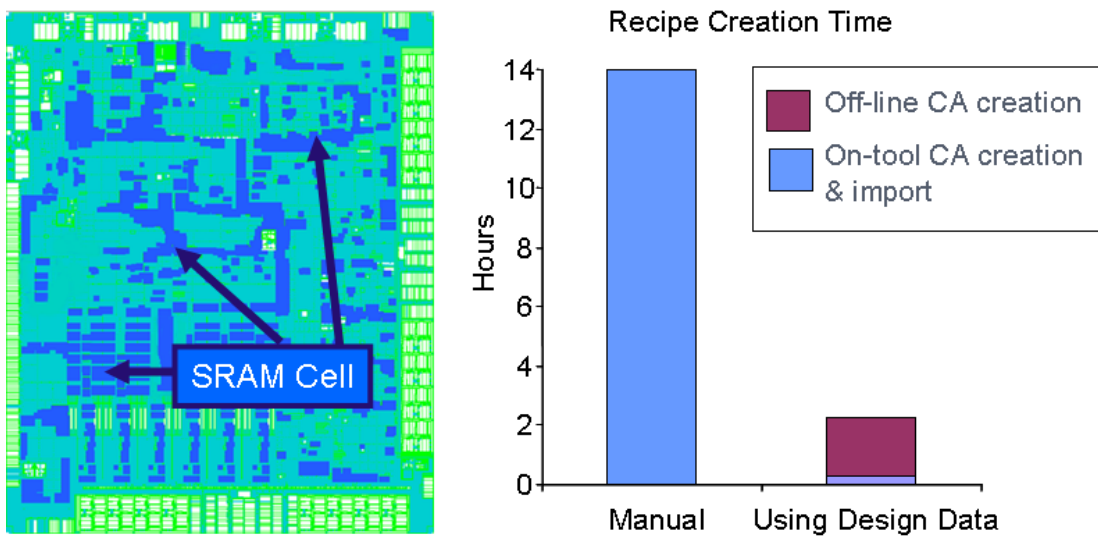 SRAM Cell
Recipe Creation Time
Hours
14
12
10
8
6
4
2
0
Off-line CA creation
On-tool CA creation
& import
Manual
Using Design Data